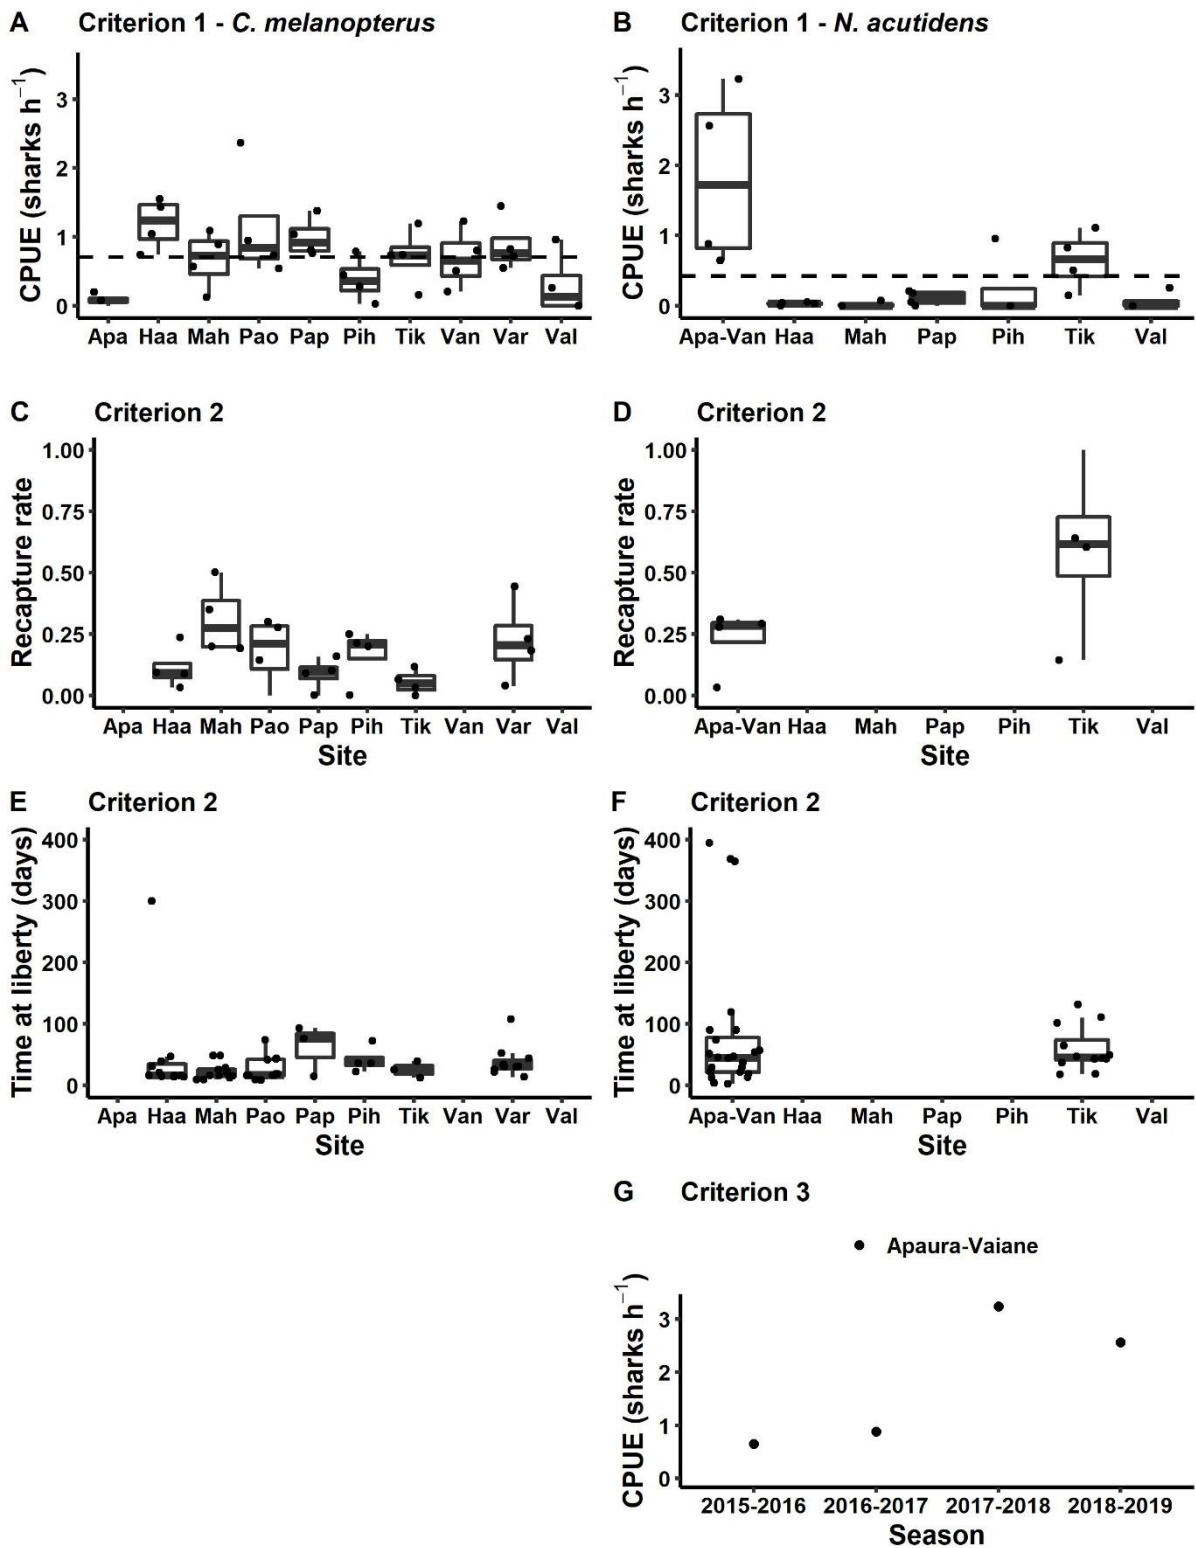 A Criterion 1 - C. melanopterus
CPUE (sharks h⁻¹)
3
2
1
0
Apa Haa Mah Pao Pap Pih Tik Van Var Val
B Criterion 1 - N. acutidens
CPUE (sharks h⁻¹)
3
2
1
0
Apa-Van Haa Mah Pap Pih Tik Val
C Criterion 2
Recapture rate
1.00
0.75
0.50
0.25
0.00
Apa Haa Mah Pao Pap Pih Tik Van Var Val
Site
D Criterion 2
Recapture rate
1.00
0.75
0.50
0.25
0.00
Apa-Van Haa Mah Pap Pih Tik Val
Site
E Criterion 2
Time at liberty (days)
400
300
200
100
0
Apa Haa Mah Pao Pap Pih Tik Van Var Val
Site
F Criterion 2
Time at liberty (days)
400
300
200
100
0
Apa-Van Haa Mah Pap Pih Tik Val
Site
G Criterion 3
Apaura-Vaiane
CPUE (sharks h⁻¹)
3
2
1
0
2015-2016 2016-2017 2017-2018 2018-2019
Season